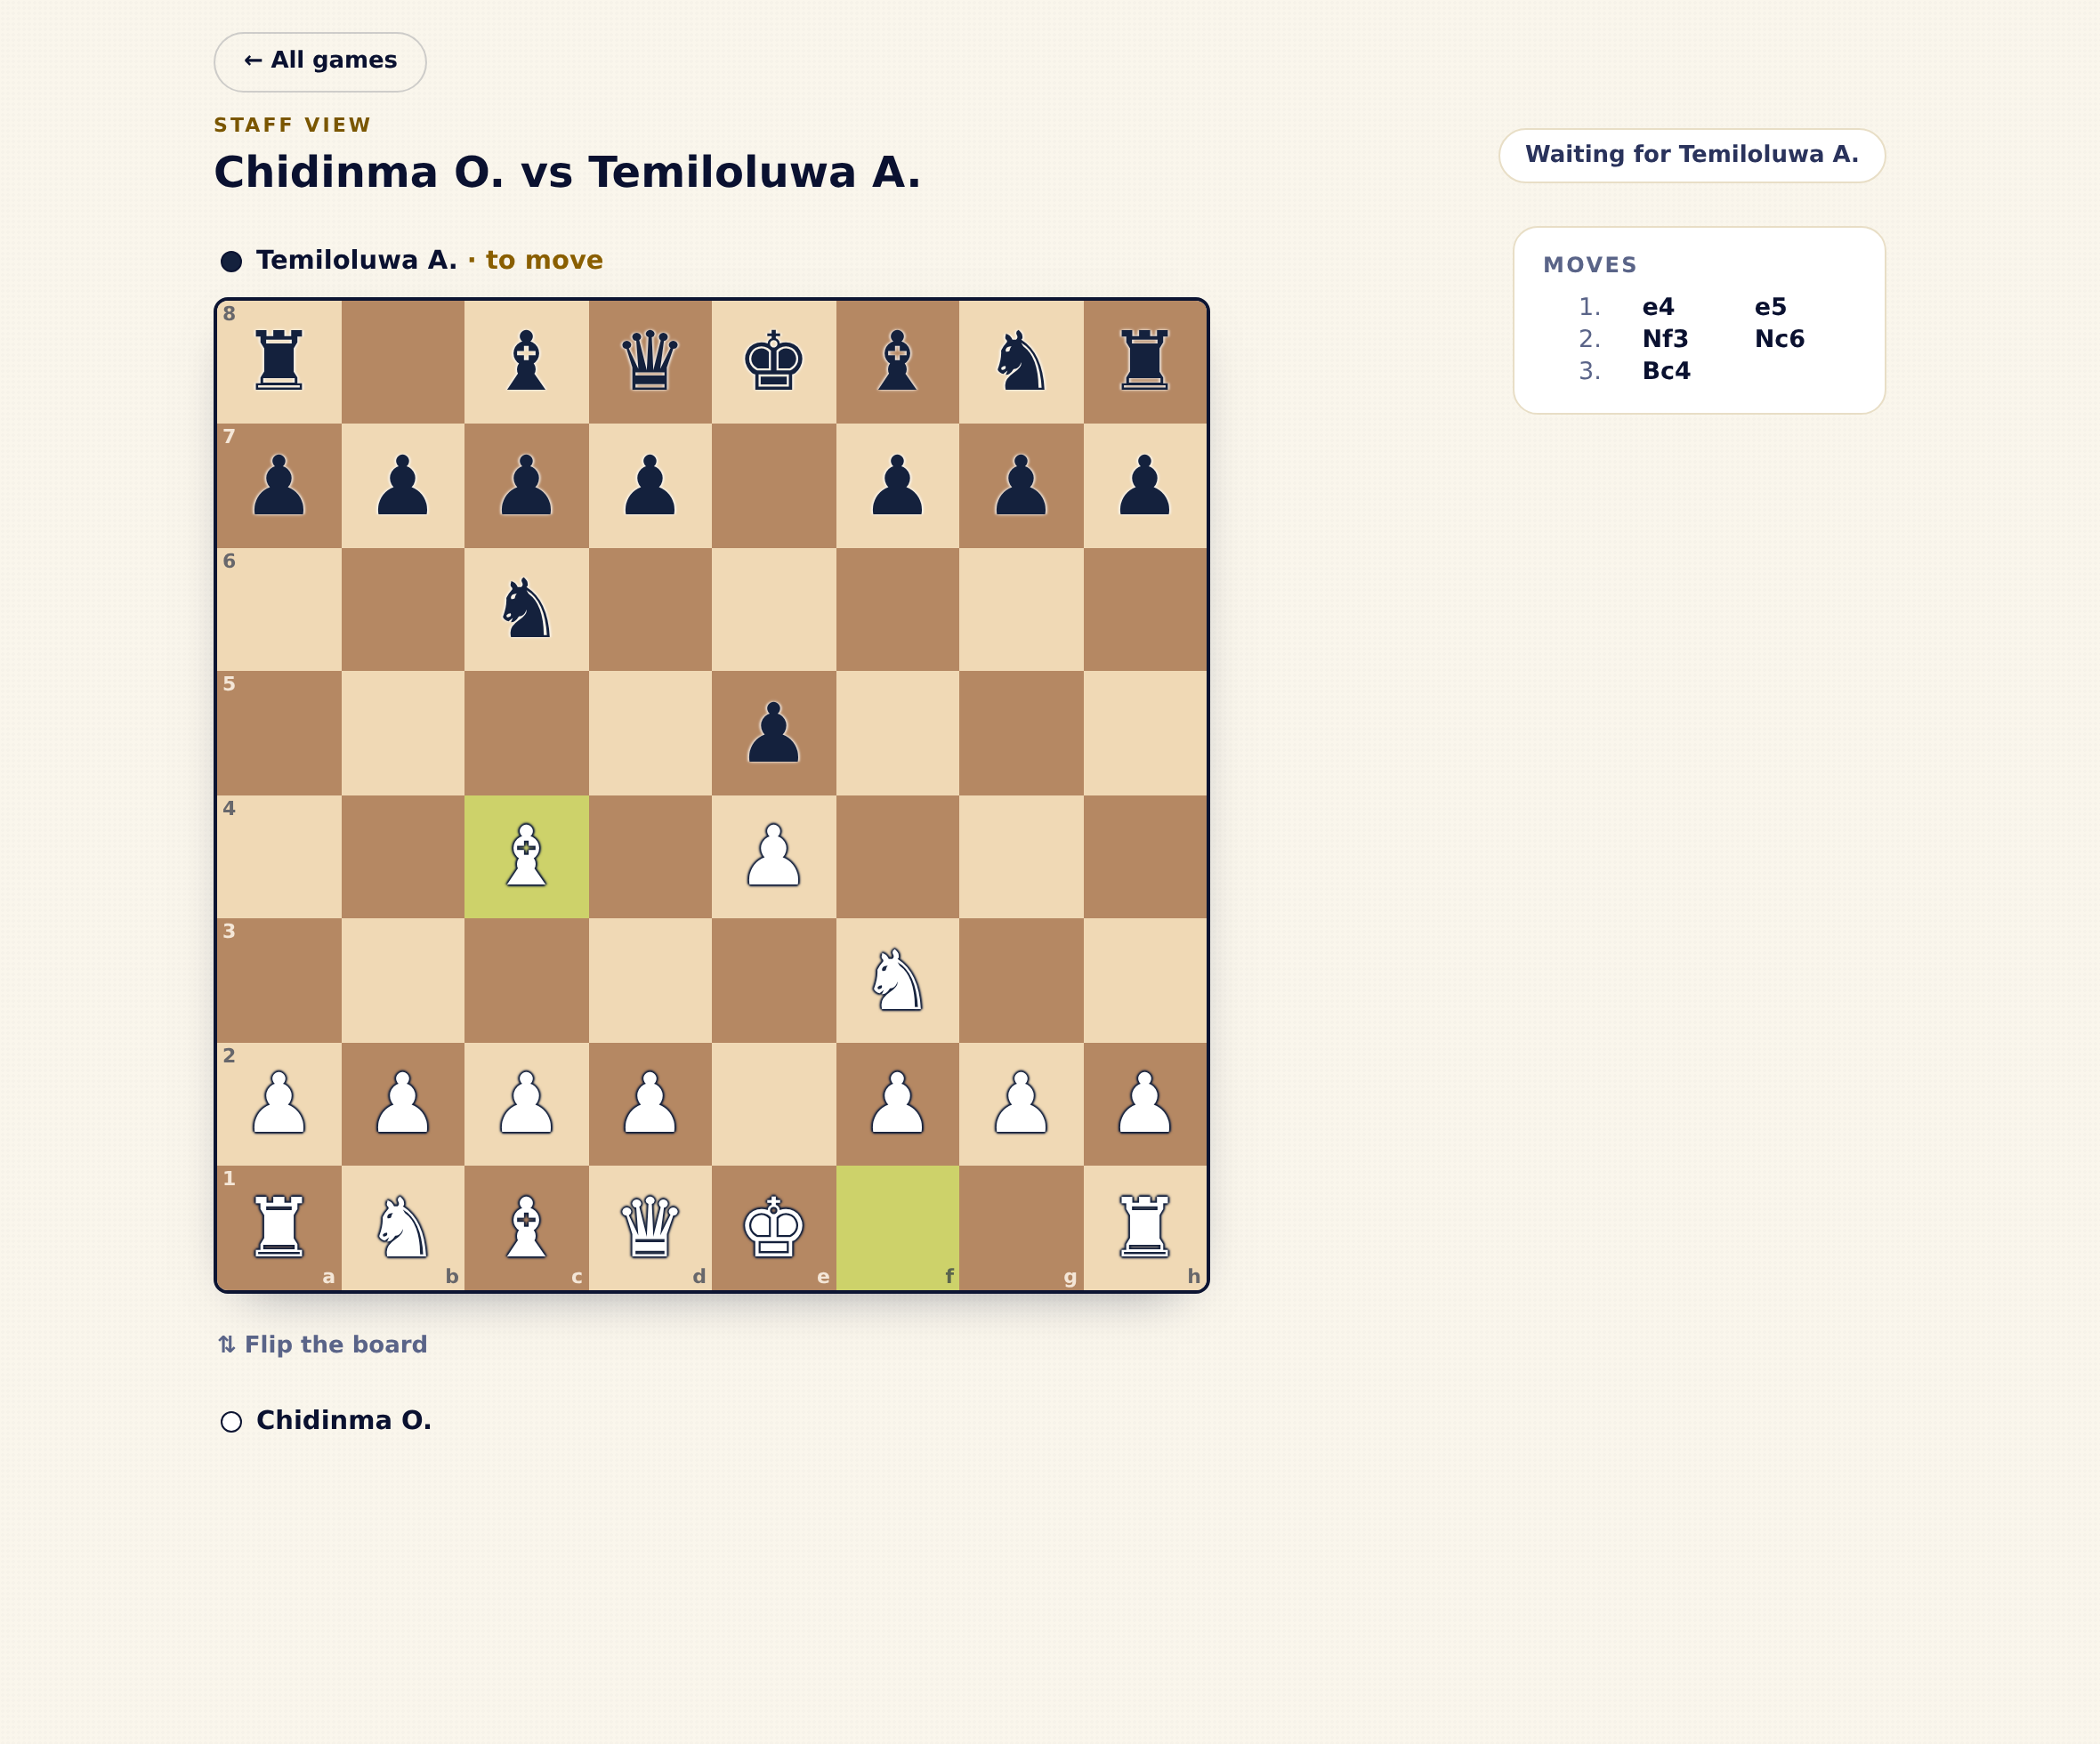 ← All games
STAFF VIEW
Chidinma O. vs Temiloluwa A.
Waiting for Temiloluwa A.
Temiloluwa A. · to move
8
7
6
5
4
3
2
1
a b c d e f g h
⇅ Flip the board
Chidinma O.
MOVES
1. e4 e5
2. Nf3 Nc6
3. Bc4